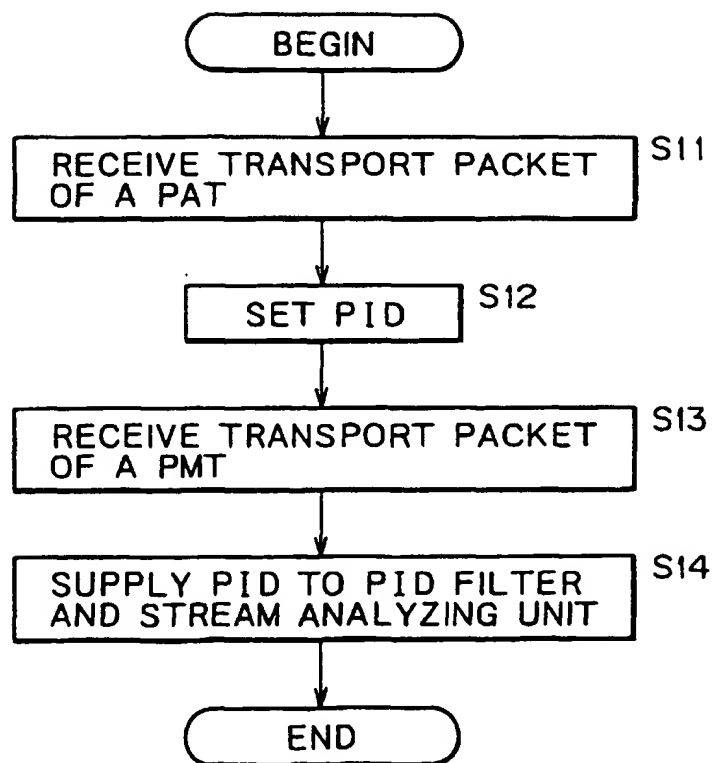 BEGIN
RECEIVE TRANSPORT PACKET
OF A PAT
S11
SET PID
S12
RECEIVE TRANSPORT PACKET
OF A PMT
S13
SUPPLY PID TO PID FILTER
AND STREAM ANALYZING UNIT
S14
END